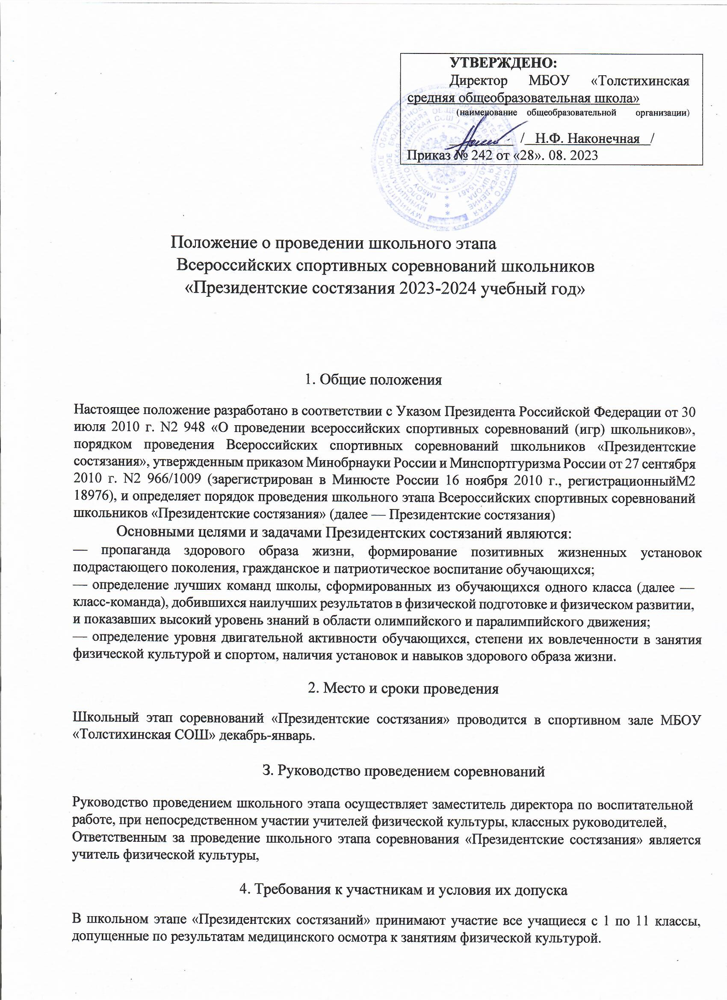 УТВЕРЖДЕНО:
Директор МБОУ «Толстихинская
средняя общеобразовательная школа»
(наименование общеобразовательной организации)
/ Н.Ф. Наконечная /
Приказ № 242 от «28». 08. 2023
Положение о проведении школьного этапа
Всероссийских спортивных соревнований школьников
«Президентские состязания 2023-2024 учебный год»
1. Общие положения
Настоящее положение разработано в соответствии с Указом Президента Российской Федерации от 30
июля 2010 г. N2 948 «О проведении всероссийских спортивных соревнований (игр) школьников»,
порядком проведения Всероссийских спортивных соревнований школьников «Президентские
состязания», утвержденным приказом Минобрнауки России и Минспортгуризма России от 27 сентября
2010 г. N2 966/1009 (зарегистрирован в Минюсте России 16 ноября 2010 г., регистрационныйМ2
18976), и определяет порядок проведения школьного этапа Всероссийских спортивных соревнований
школьников «Президентские состязания» (далее — Президентские состязания)
Основными целями и задачами Президентских состязаний являются:
— пропаганда здорового образа жизни, формирование позитивных жизненных установок
подрастающего поколения, гражданское и патриотическое воспитание обучающихся;
— определение лучших команд школы, сформированных из обучающихся одного класса (далее —
класс-команда), добившихся наилучших результатов в физической подготовке и физическом развитии,
и показавших высокий уровень знаний в области олимпийского и паралимпийского движения;
— определение уровня двигательной активности обучающихся, степени их вовлеченности в занятия
физической культурой и спортом, наличия установок и навыков здорового образа жизни.
2. Место и сроки проведения
Школьный этап соревнований «Президентские состязания» проводится в спортивном зале МБОУ
«Толстихинская СОШ» декабрь-январь.
3. Руководство проведением соревнований
Руководство проведением школьного этапа осуществляет заместитель директора по воспитательной
работе, при непосредственном участии учителей физической культуры, классных руководителей,
Ответственным за проведение школьного этапа соревнования «Президентские состязания» является
учитель физической культуры,
4. Требования к участникам и условия их допуска
В школьном этапе «Президентских состязаний» принимают участие все учащиеся с 1 по 11 классы,
допущенные по результатам медицинского осмотра к занятиям физической культурой.